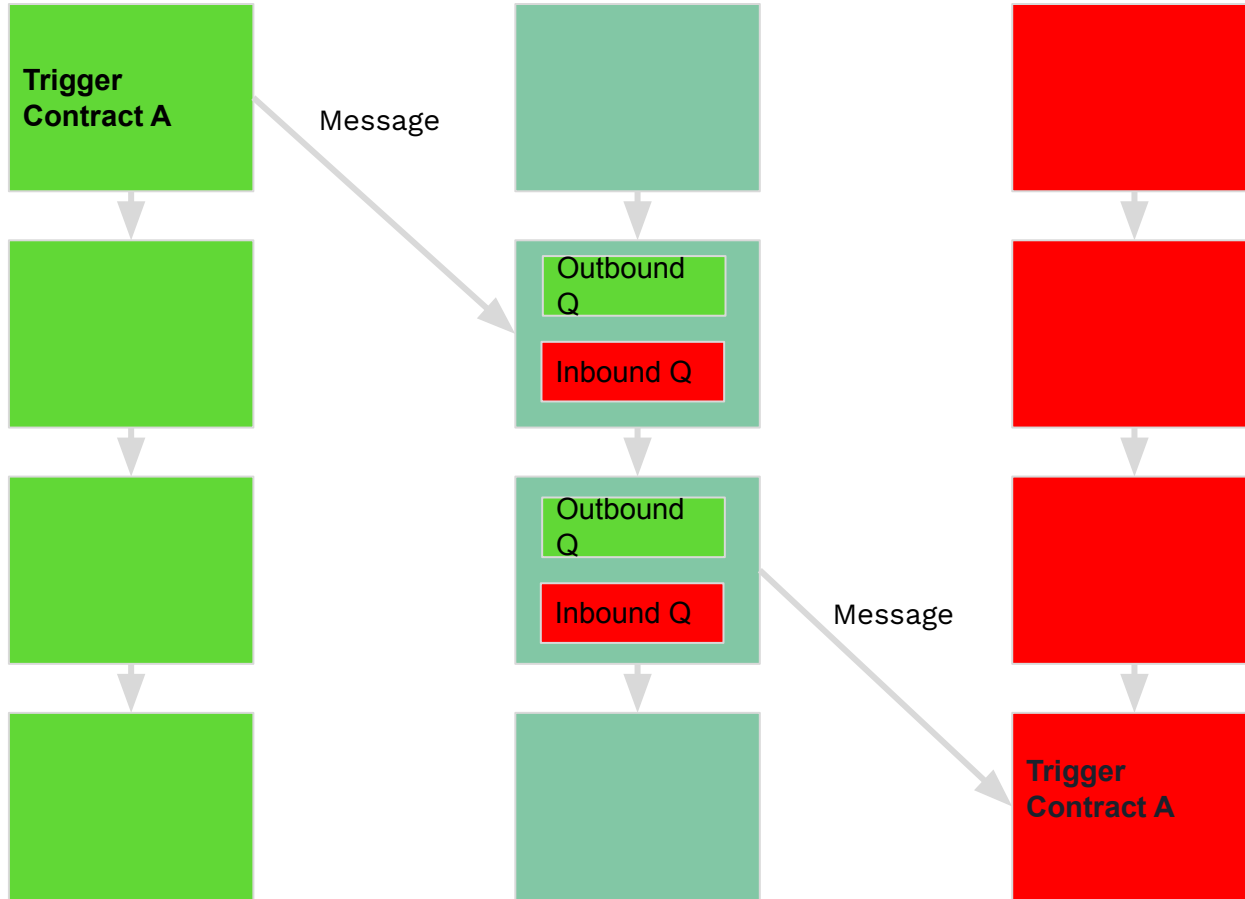 Trigger
Contract A
Message
Outbound
Q
Inbound Q
Outbound
Q
Inbound Q
Message
Trigger
Contract A